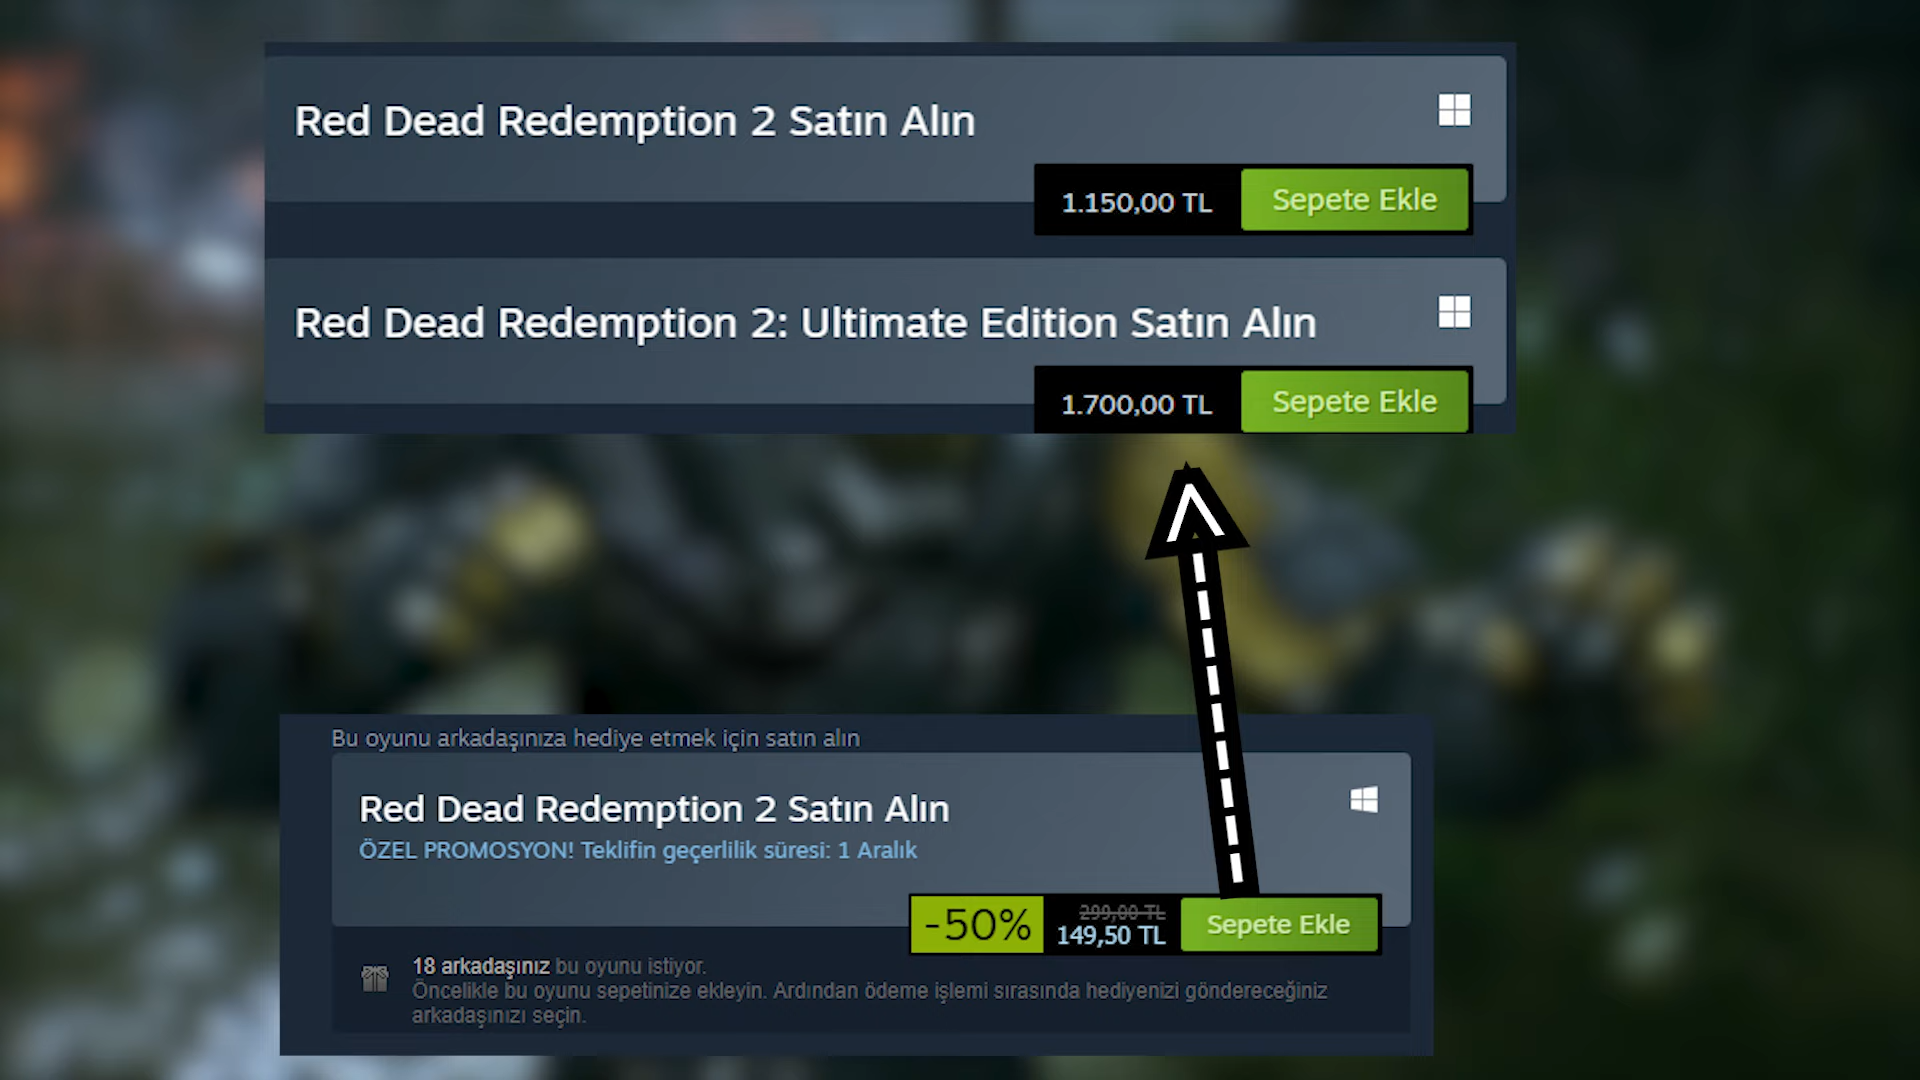 Red Dead Redemption 2 Satın Alın
1.150,00 TL
Sepete Ekle
Red Dead Redemption 2: Ultimate Edition Satın Alın
1.700,00 TL
Sepete Ekle
Bu oyunu arkadaşınıza hediye etmek için satın alın
Red Dead Redemption 2 Satın Alın
ÖZEL PROMOSYON! Teklifin geçerlilik süresi: 1 Aralık
-50%
299,00 TL
149,50 TL
Sepete Ekle
18 arkadaşınız bu oyunu istiyor.
Öncelikle bu oyunu sepetinize ekleyin. Ardından ödeme işlemi sırasında hediyenizi göndereceğiniz
arkadaşınızı seçin.